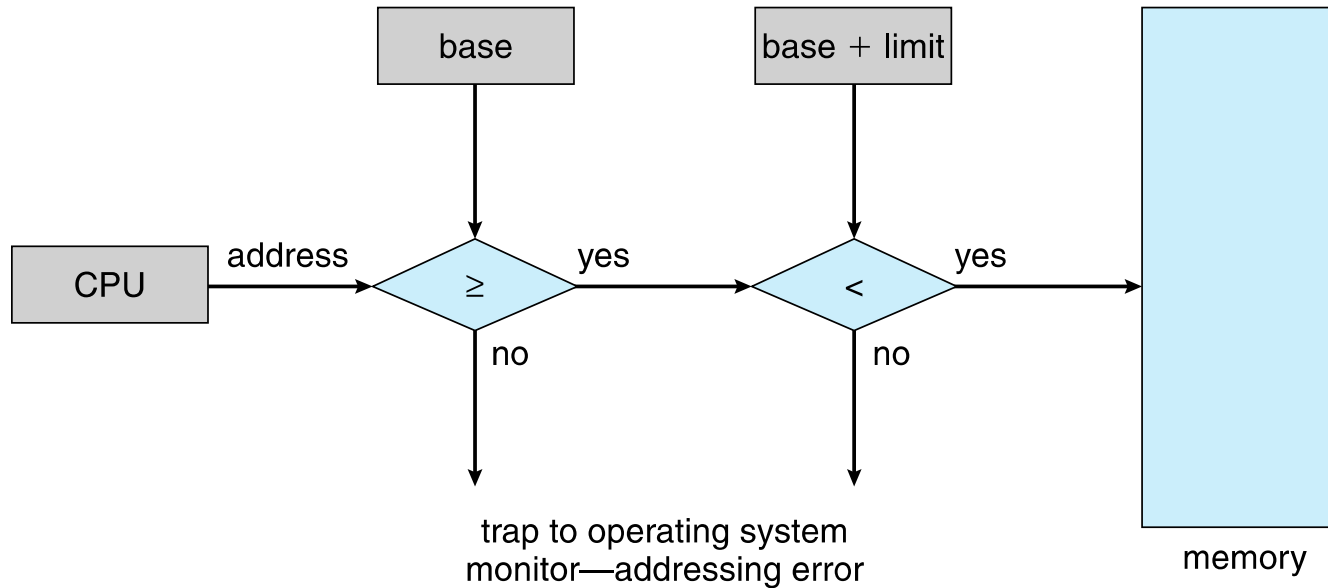 base
base + limit
CPU
address
≥
yes
<
yes
no
no
trap to operating system
monitor—addressing error
memory